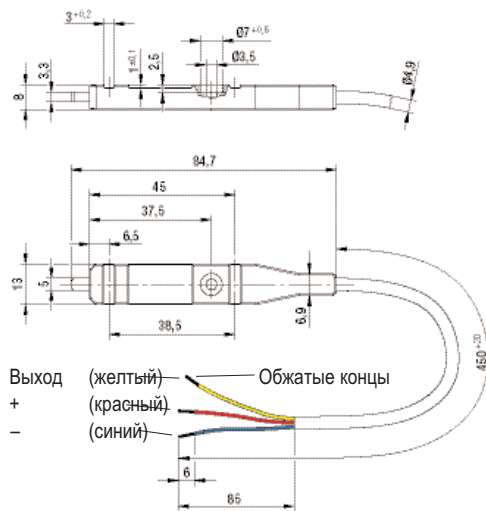 3+0,2
Ø7+0,5
Ø3,5
1±0,1
2,5
3,3
8
Ø4,9
84,7
45
37,5
6,5
13
5
6,9
38,5
450+20
Выход (желтый) Обжатые концы
+ (красный)
– (синий)
6
85